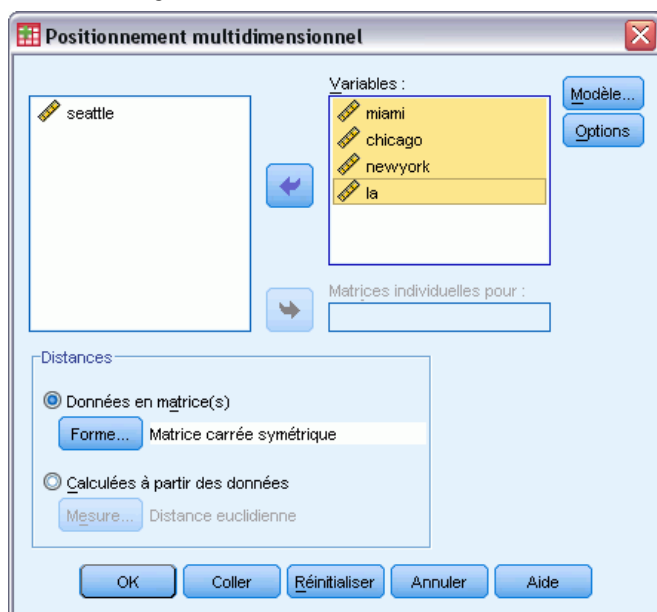 Positionnement multidimensionnel
Variables :
seattle
miami
chicago
newyork
la
Modèle...
Options
Matrices individuelles pour :
Distances
Données en matrice(s)
Forme... Matrice carrée symétrique
Calculées à partir des données
Mesure... Distance euclidienne
OK Coller Réinitialiser Annuler Aide